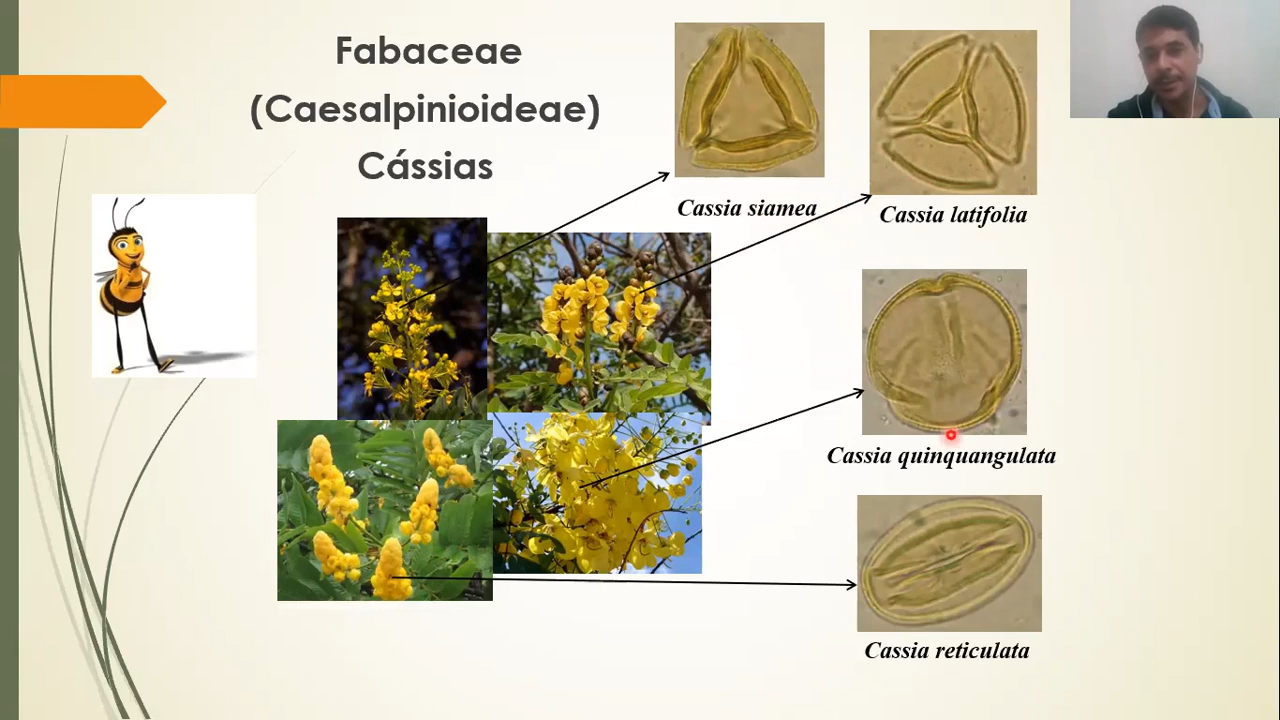 Fabaceae
(Caesalpinioideae)
Cássias
Cassia siamea
Cassia latifolia
Cassia quinquangulata
Cassia reticulata